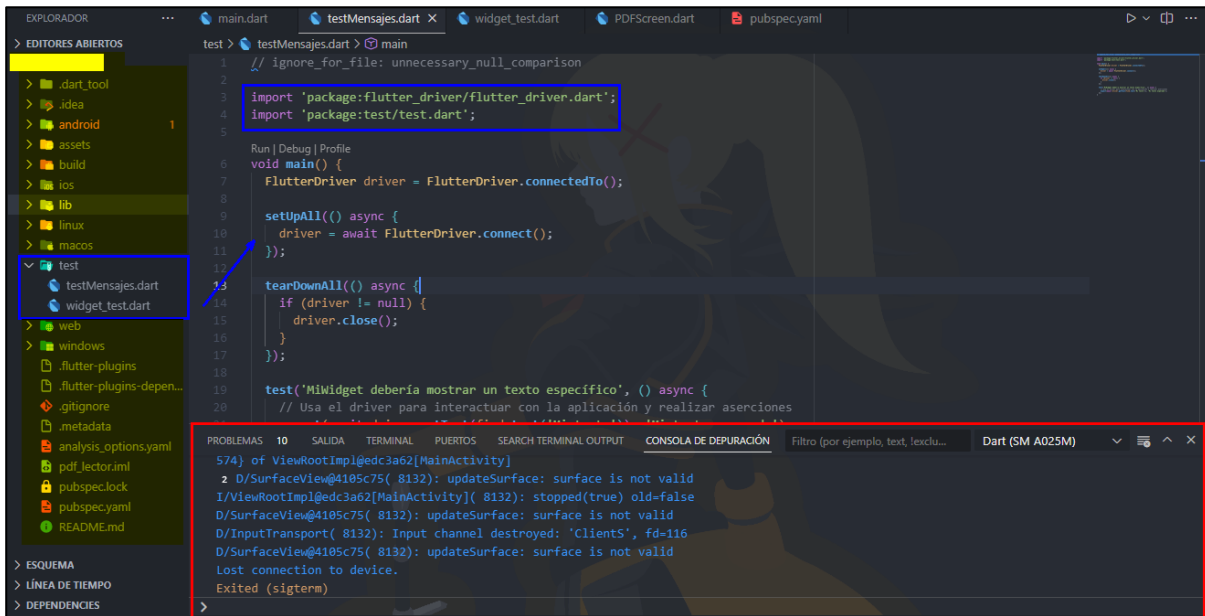 EXPLORADOR ···
main.dart
testMensajes.dart ×
widget_test.dart
PDFScreen.dart
pubspec.yaml
> EDITORES ABIERTOS
> .dart_tool
> .idea
> android 1
> assets
> build
> ios
> lib
> linux
> macos
test
testMensajes.dart
widget_test.dart
> web
> windows
.flutter-plugins
.flutter-plugins-depen...
.gitignore
.metadata
analysis_options.yaml
pdf_lector.iml
pubspec.lock
pubspec.yaml
README.md
> ESQUEMA
> LÍNEA DE TIEMPO
> DEPENDENCIES
test > testMensajes.dart > main
1 // ignore_for_file: unnecessary_null_comparison
2
3 import 'package:flutter_driver/flutter_driver.dart';
4 import 'package:test/test.dart';
5
Run | Debug | Profile
6 void main() {
7 FlutterDriver driver = FlutterDriver.connectedTo();
8
9 setUpAll(() async {
10 driver = await FlutterDriver.connect();
11 });
12
13 tearDownAll(() async {
14 if (driver != null) {
15 driver.close();
16 }
17 });
18
19 test('MiWidget debería mostrar un texto específico', () async {
20 // Usa el driver para interactuar con la aplicación y realizar aserciones
PROBLEMAS 10 SALIDA TERMINAL PUERTOS SEARCH TERMINAL OUTPUT CONSOLA DE DEPURACIÓN Filtro (por ejemplo, text, !exclu... Dart (SM A025M)
574} of ViewRootImpl@edc3a62[MainActivity]
2 D/SurfaceView@4105c75( 8132): updateSurface: surface is not valid
I/ViewRootImpl@edc3a62[MainActivity]( 8132): stopped(true) old=false
D/SurfaceView@4105c75( 8132): updateSurface: surface is not valid
D/InputTransport( 8132): Input channel destroyed: 'ClientS', fd=116
D/SurfaceView@4105c75( 8132): updateSurface: surface is not valid
Lost connection to device.
Exited (sigterm)
>